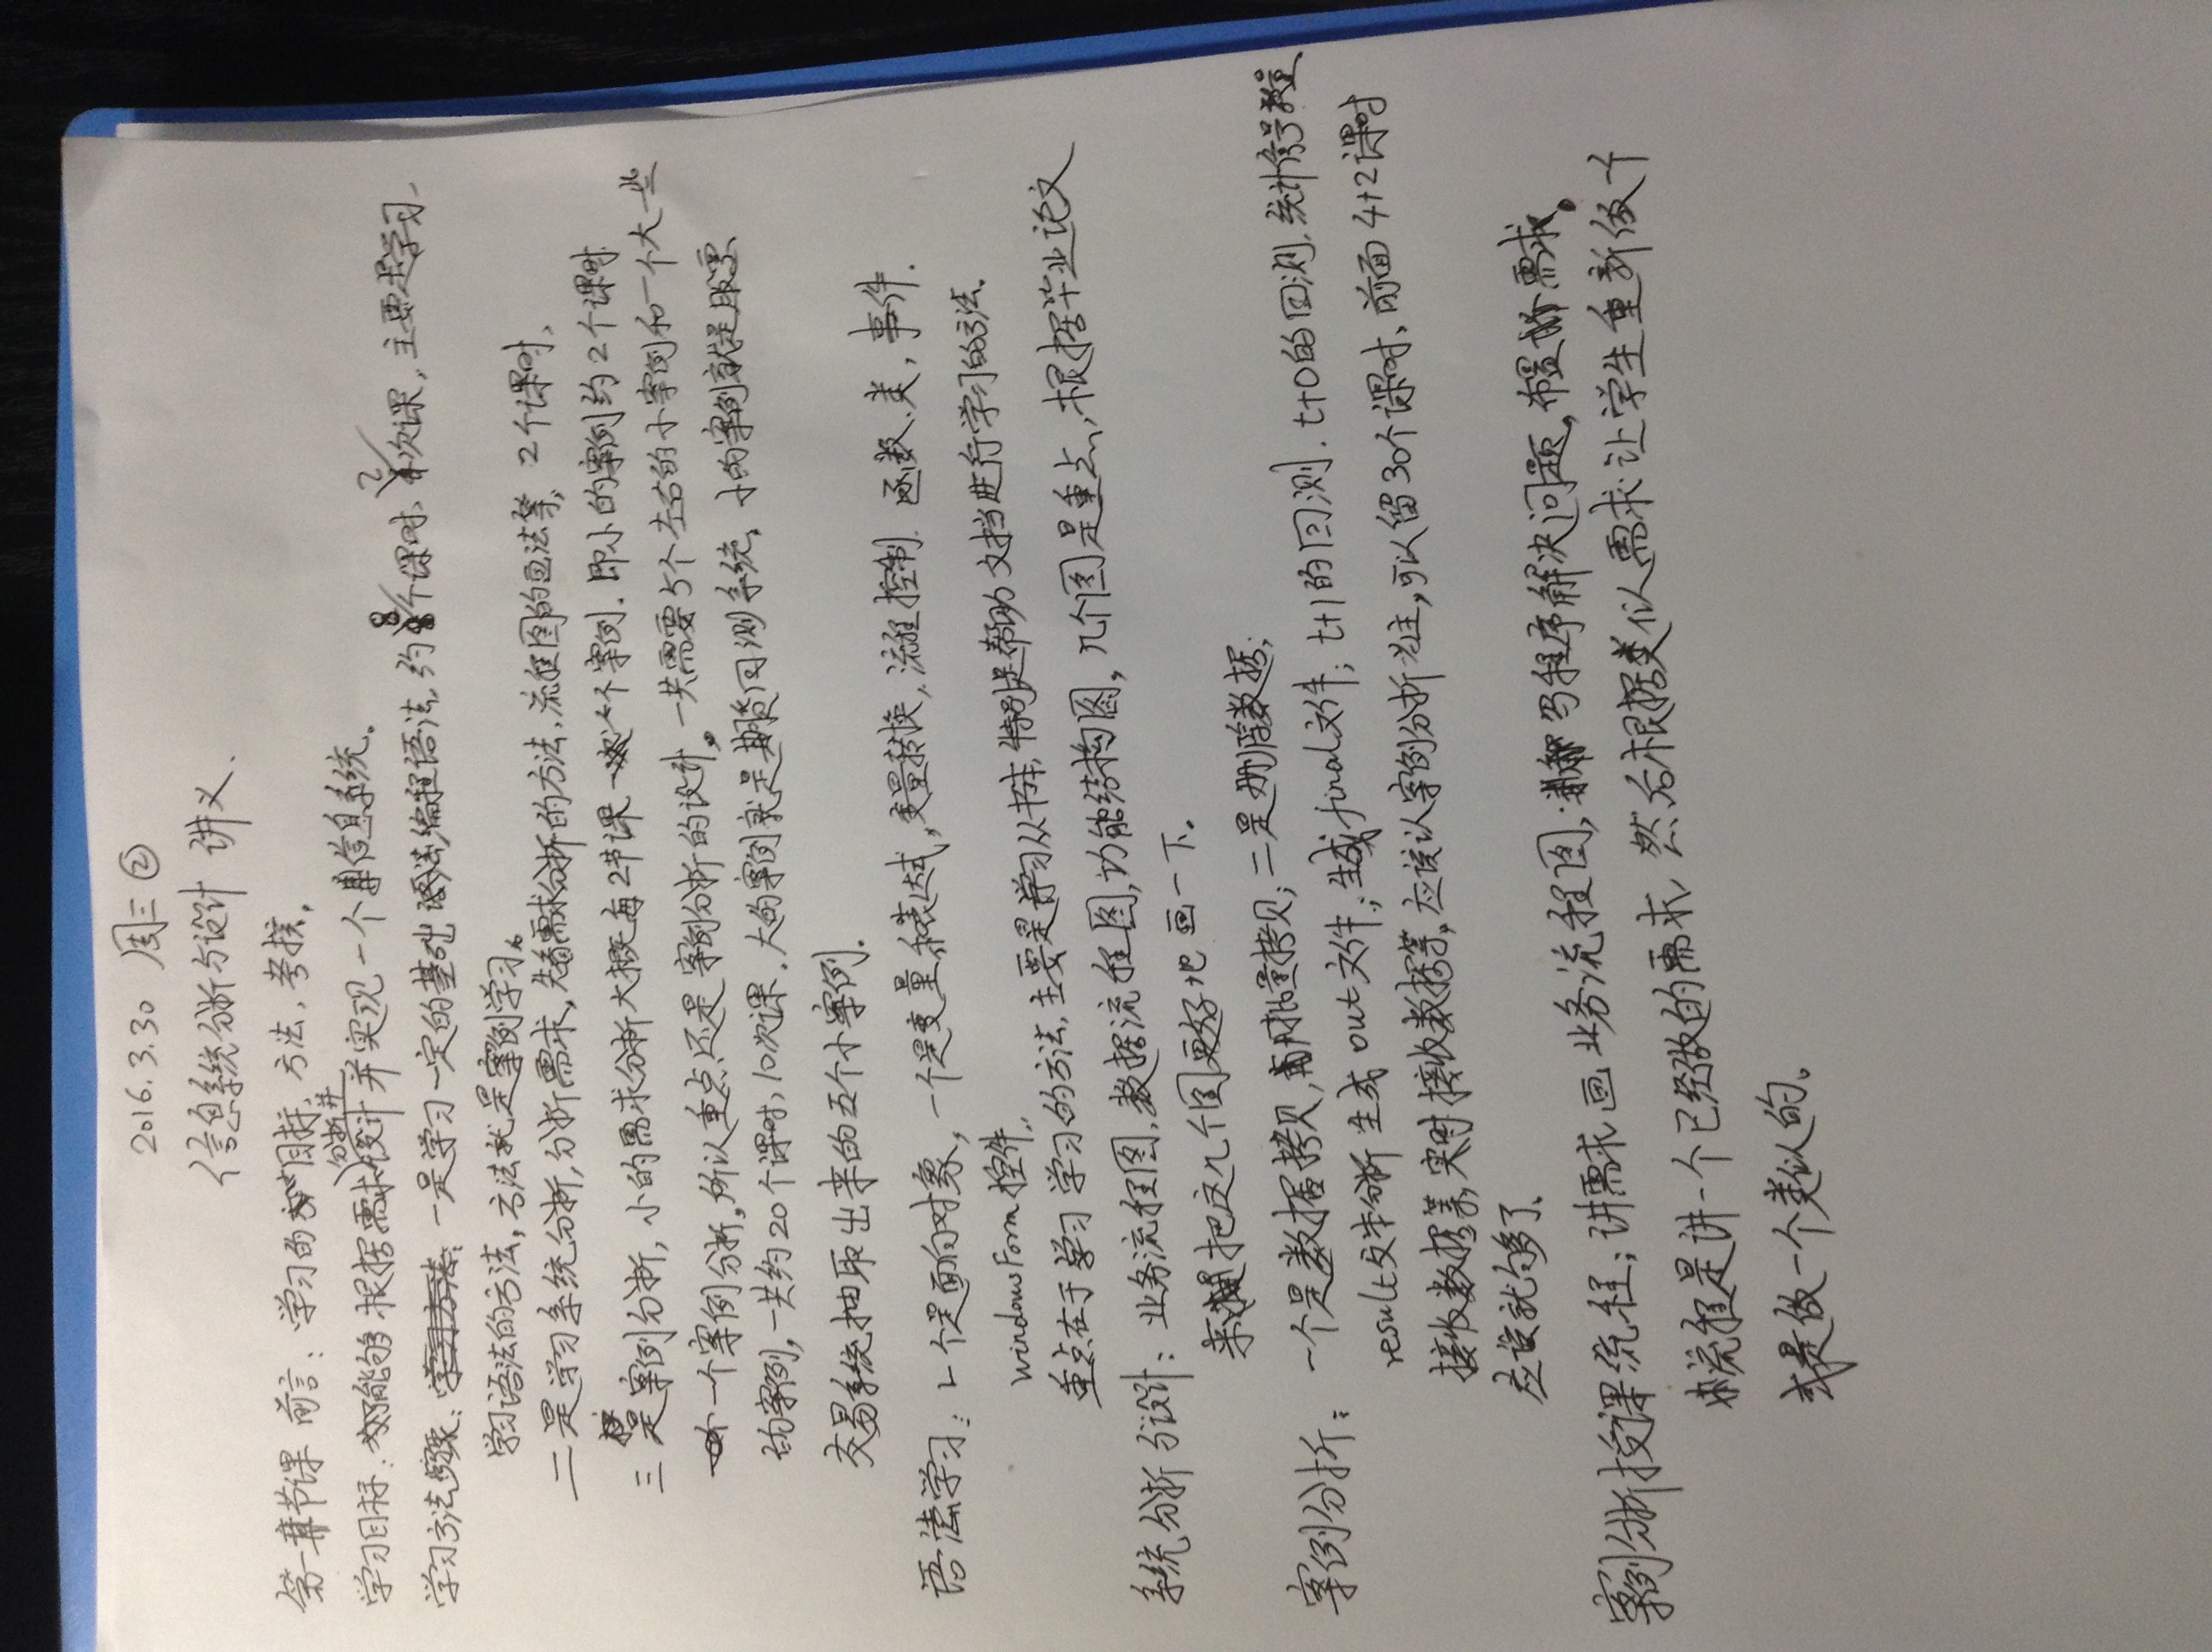 2016.3.30 周三 ②
信息系统分析与设计 讲义.
第一节课 前言：学习的目标，方法，考核。
学习目标：能够根据需求分析并设计并实现一个信息系统。
学习方法：一是学习一定的基础编程语法，约8个课时、2次课，主要是学习
学习语法的方法，方法就是案例学习。
二是学习系统分析，分析需求，先看需求分析的方法，流程图的画法等，2个课时，
三是案例分析，小的需求分析大概每2节课一个案例．即小的案例约2个课时
一个案例分析，所以重点还是案例分析的设计。一共需要5个左右的小案例和一个大一些
的案例，一共约20个课时，10次课．大的案例就是期货回测系统，小的案例就是股票
交易系统抽取出来的五个小案例．
语法学习：1个是面向对象，一个是变量和表达式，变量转换，流程控制．函数、类，事件．
windowsForm控件，
重点在于学习学习的方法，主要是学习从书本，特别是帮助文档进行学习的方法．
系统分析与设计：业务流程图，数据流程图，功能结构图，几个图是重点，根据毕业论文
来把这几个图更好地画一下。
案例分析：一个是数据拷贝，再用批量拷贝；二是删除数据；
result文本分析生成out文件；生成final文件；t+1的回测．t+0的回测，统计信号数量
接收数据等，实时接收数据等。应该认案例分析为主，可以留30个课时，前面4+2课时
应该就够多了、
案例分析授课流程；讲需求 画业务流程图，写程序解决问题。布置新需求。
流程是讲一个已经做的需求，然后根据类似需求让学生重新做一个
或是做一个类似的。